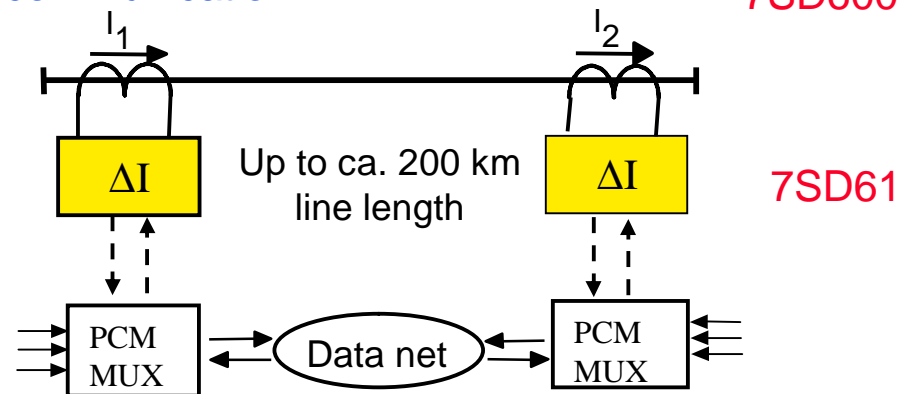 7SD600
I1 I2
ΔI Up to ca. 200 km ΔI
line length 7SD61
PCM PCM
MUX Data net MUX